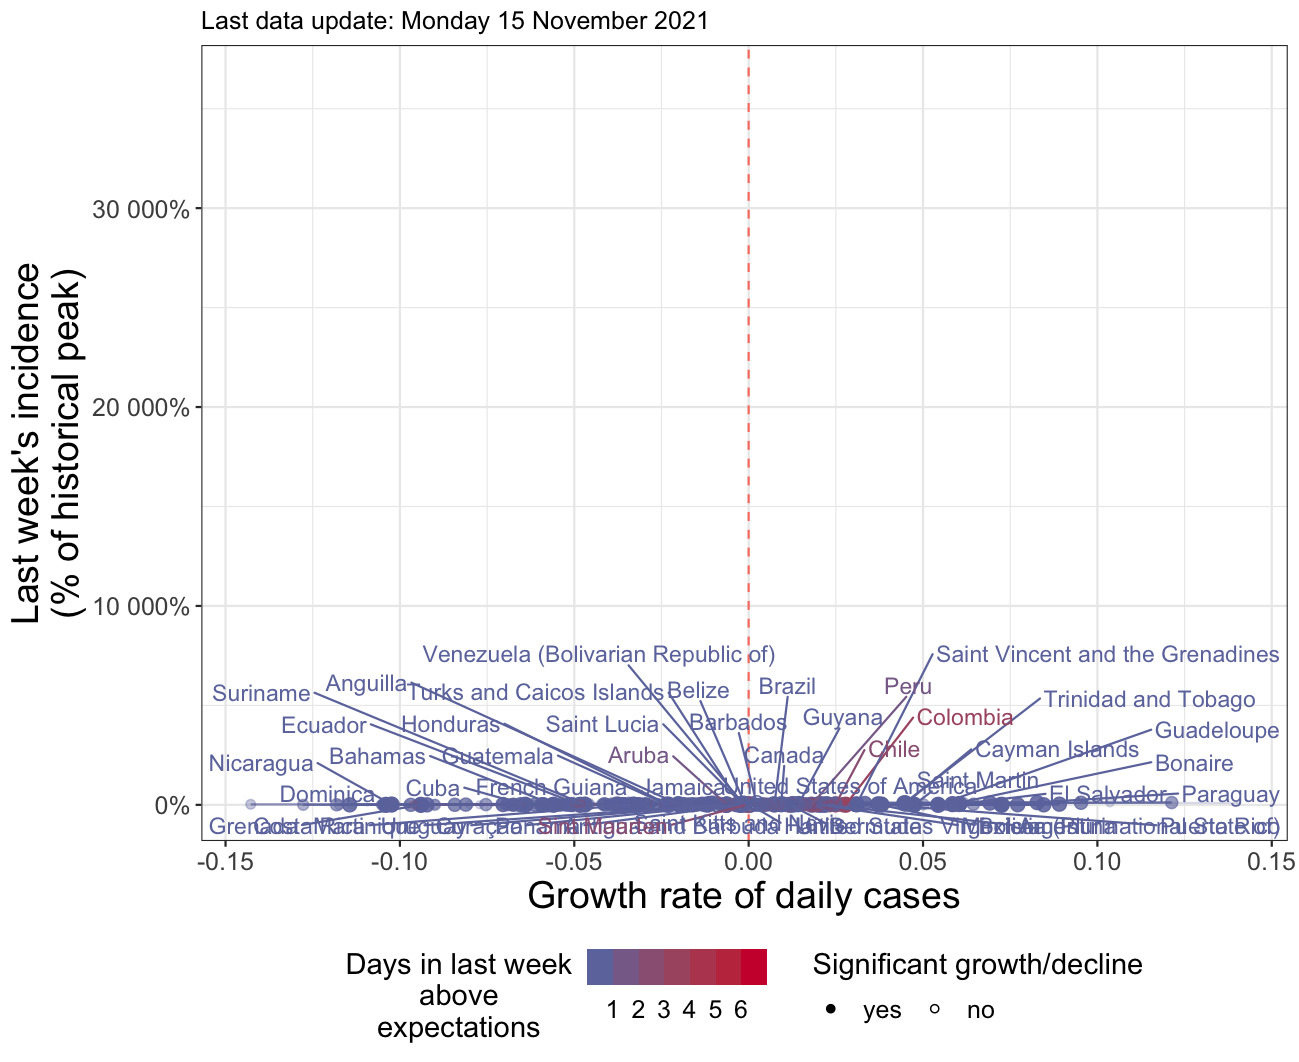 Last data update: Monday 15 November 2021
Last week's incidence
(% of historical peak)
30 000%
20 000%
10 000%
0%
Venezuela (Bolivarian Republic of)
Saint Vincent and the Grenadines
Suriname
Anguilla
Turks and Caicos Islands
Belize
Brazil
Peru
Trinidad and Tobago
Ecuador
Honduras
Saint Lucia
Barbados
Guyana
Colombia
Guadeloupe
Nicaragua
Bahamas
Guatemala
Aruba
Canada
Chile
Cayman Islands
Bonaire
Dominica
Cuba
French Guiana
Jamaica
United States of America
Saint Martin
El Salvador
Paraguay
Grenada
Saint Kitts and Nevis
-0.15
-0.10
-0.05
0.00
0.05
0.10
0.15
Growth rate of daily cases
Days in last week
above
expectations
1 2 3 4 5 6
Significant growth/decline
yes
no